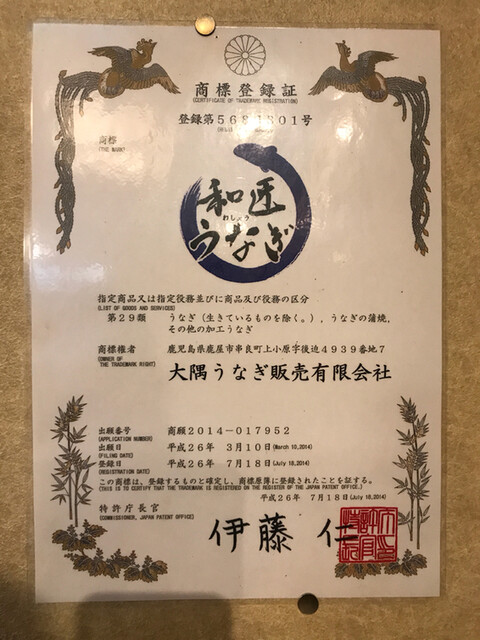 商標登録証
(CERTIFICATE OF TRADEMARK REGISTRATION)
商標
(THE MARK)
和匠
わしょう
うなぎ
指定商品又は指定役務並びに商品及び役務の区分
(LIST OF GOODS AND SERVICES)
第29類 うなぎ(生きているものを除く。),うなぎの蒲焼,
その他の加工うなぎ
商標権者 鹿児島県鹿屋市串良町上小原字後迫4939番地7
(OWNER OF
THE TRADEMARK RIGHT)
大隅うなぎ販売有限会社
出願番号 商願2014-017952
(APPLICATION NUMBER)
出願日 平成26年 3月10日(March 10,2014)
(FILING DATE)
登録日 平成26年 7月18日(July 18,2014)
(REGISTRATION DATE)
この商標は、登録するものと確定し、商標原簿に登録されたことを証する。
(THIS IS TO CERTIFY THAT THE TRADEMARK IS REGISTERED ON THE REGISTER OF THE JAPAN PATENT OFFICE.)
平成26年 7月18日(July 18,2014)
特許庁長官
(COMMISSIONER, JAPAN PATENT OFFICE)
伊藤 仁